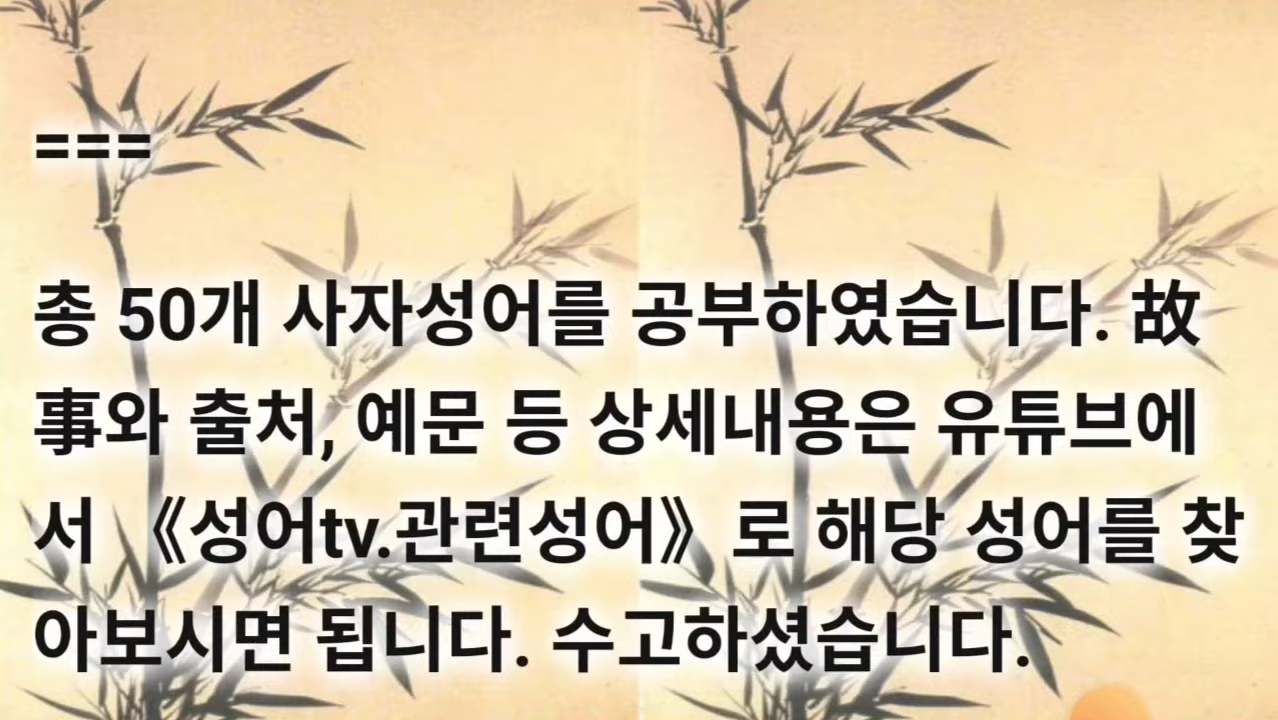 ===
총 50개 사자성어를 공부하였습니다. 故
事와 출처, 예문 등 상세내용은 유튜브에
서 《성어tv.관련성어》로 해당 성어를 찾
아보시면 됩니다. 수고하셨습니다.